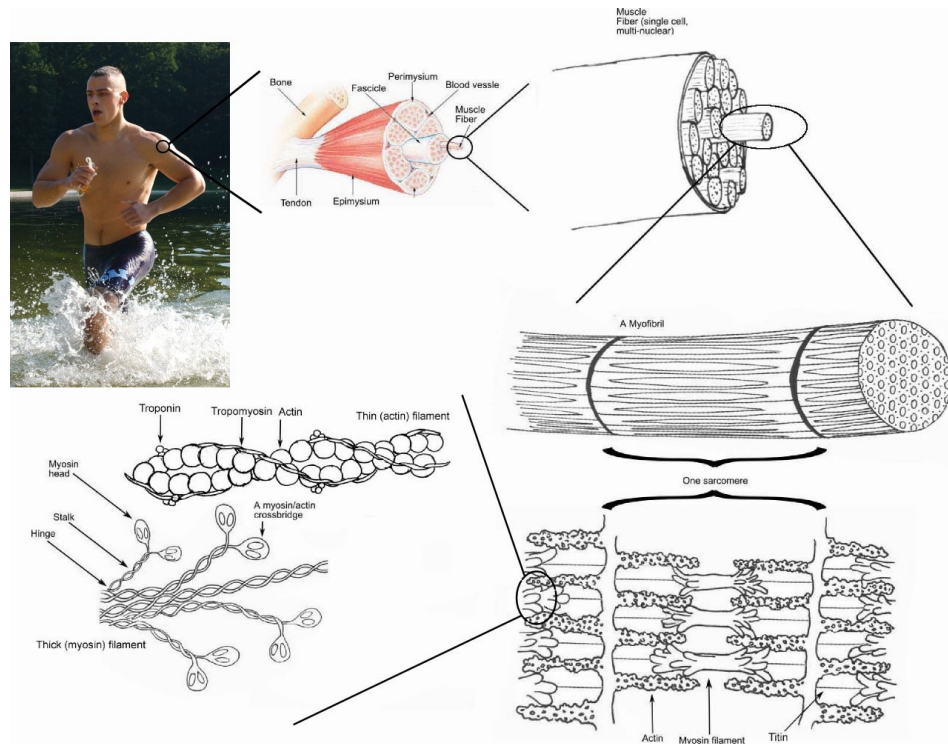 Muscle
Fiber (single cell,
multi-nuclear)
Perimysium
Bone
Blood vessle
Fascicle
Muscle
Fiber
Tendon
Epimysium
A Myofibril
Troponin
Tropomyosin
Actin
Thin (actin) filament
Myosin
head
A myosin/actin
crossbridge
Stalk
Hinge
One sarcomere
Thick (myosin) filament
Actin
Myosin filament
Titin